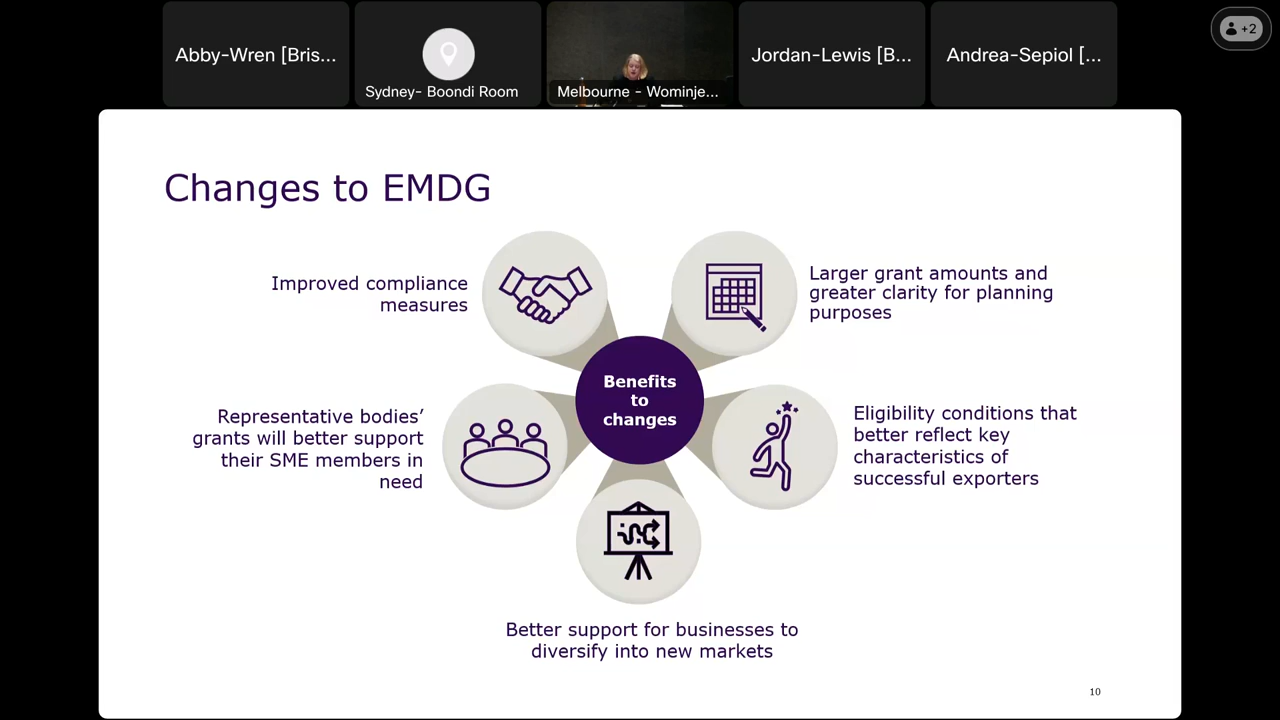 Abby-Wren [Bris...
Sydney- Boondi Room
Melbourne - Wominje...
Jordan-Lewis [B...
Andrea-Sepiol [...
+2
Changes to EMDG
Improved compliance
measures
Larger grant amounts and
greater clarity for planning
purposes
Benefits
to
changes
Representative bodies’
grants will better support
their SME members in
need
Eligibility conditions that
better reflect key
characteristics of
successful exporters
Better support for businesses to
diversify into new markets
10